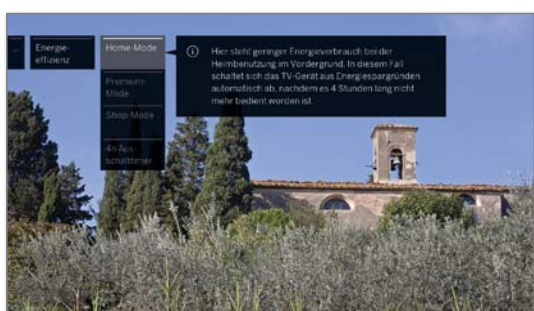 ...
Energie-
effizienz
Home-Mode
Premium-
Mode
Shop-Mode
4h Aus-
schalttimer
Hier steht geringer Energieverbrauch bei der
Heimbenutzung im Vordergrund. In diesem Fall
schaltet sich das TV-Gerät aus Energiespargründen
automatisch ab, nachdem es 4 Stunden lang nicht
mehr bedient worden ist.